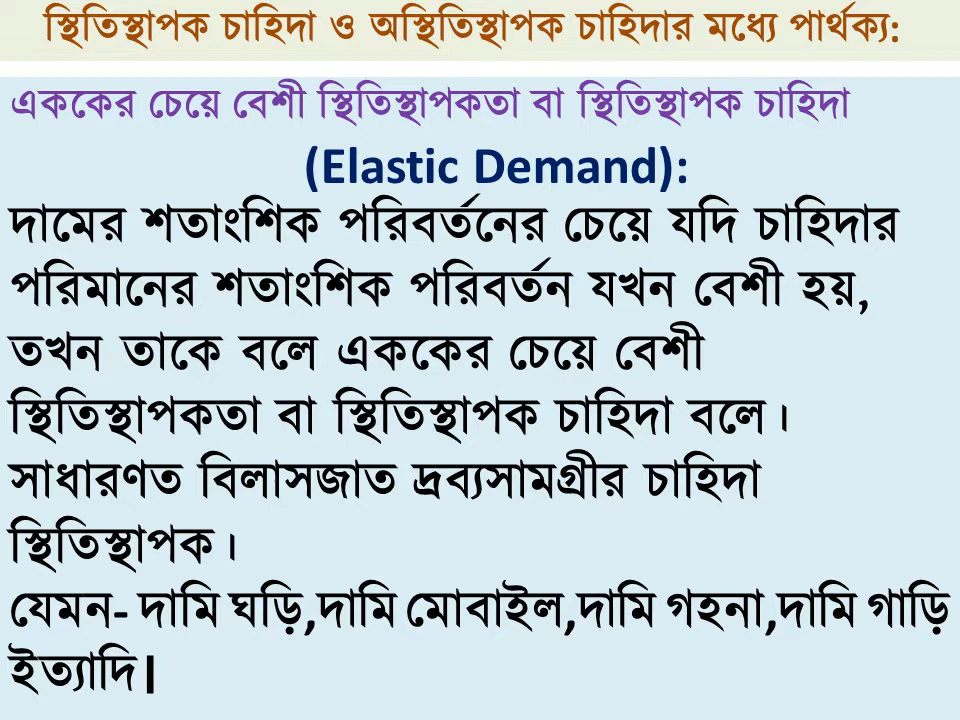 স্থিতিস্থাপক চাহিদা ও অস্থিতিস্থাপক চাহিদার মধ্যে পার্থক্য:
এককের চেয়ে বেশী স্থিতিস্থাপকতা বা স্থিতিস্থাপক চাহিদা
(Elastic Demand):
দামের শতাংশিক পরিবর্তনের চেয়ে যদি চাহিদার
পরিমানের শতাংশিক পরিবর্তন যখন বেশী হয়,
তখন তাকে বলে এককের চেয়ে বেশী
স্থিতিস্থাপকতা বা স্থিতিস্থাপক চাহিদা বলে।
সাধারণত বিলাসজাত দ্রব্যসামগ্রীর চাহিদা
স্থিতিস্থাপক।
যেমন- দামি ঘড়ি,দামি মোবাইল,দামি গহনা,দামি গাড়ি
ইত্যাদি।